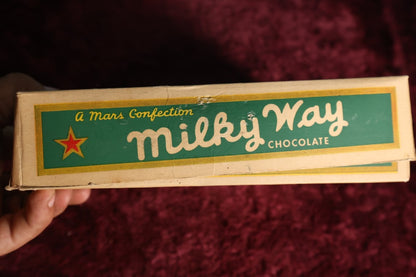 A Mars Confection
Milky Way
CHOCOLATE